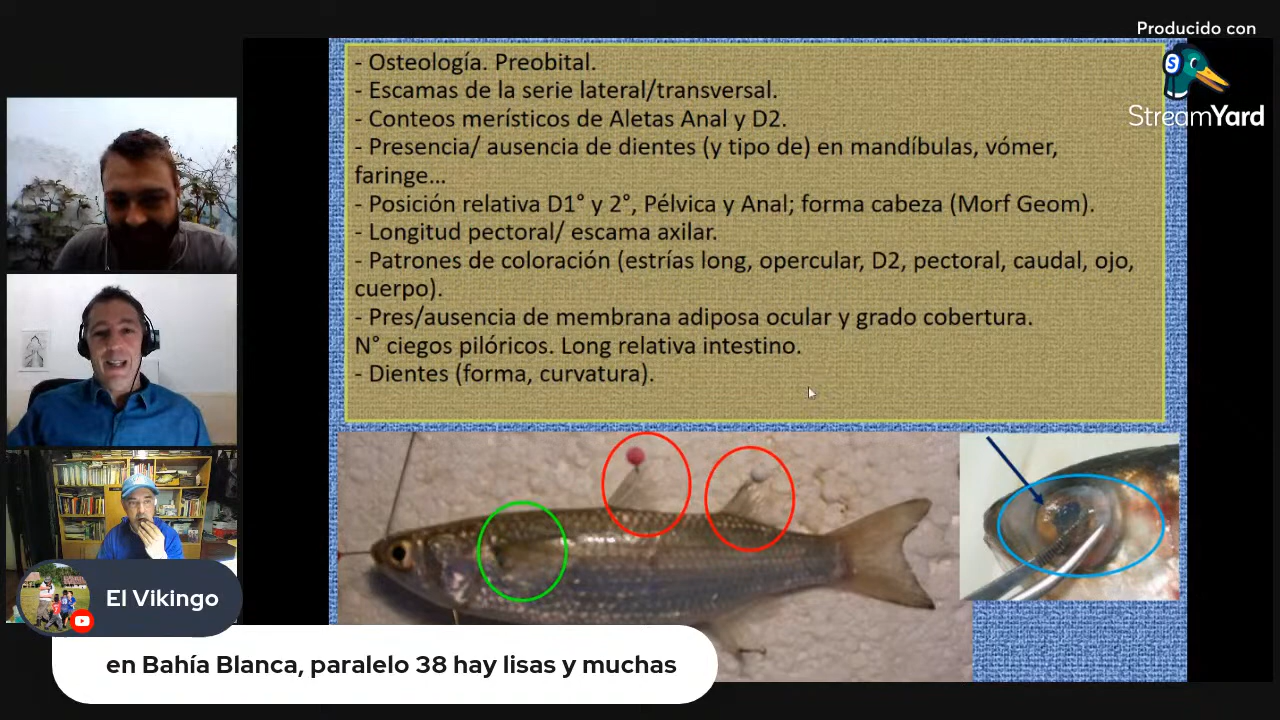 Producido con
S
StreamYard
- Osteología. Preobital.
- Escamas de la serie lateral/transversal.
- Conteos merísticos de Aletas Anal y D2.
- Presencia/ ausencia de dientes (y tipo de) en mandíbulas, vómer,
faringe...
- Posición relativa D1° y 2°, Pélvica y Anal; forma cabeza (Morf Geom).
- Longitud pectoral/ escama axilar.
- Patrones de coloración (estrías long, opercular, D2, pectoral, caudal, ojo,
cuerpo).
- Pres/ausencia de membrana adiposa ocular y grado cobertura.
N° ciegos pilóricos. Long relativa intestino.
- Dientes (forma, curvatura).
El Vikingo
en Bahía Blanca, paralelo 38 hay lisas y muchas